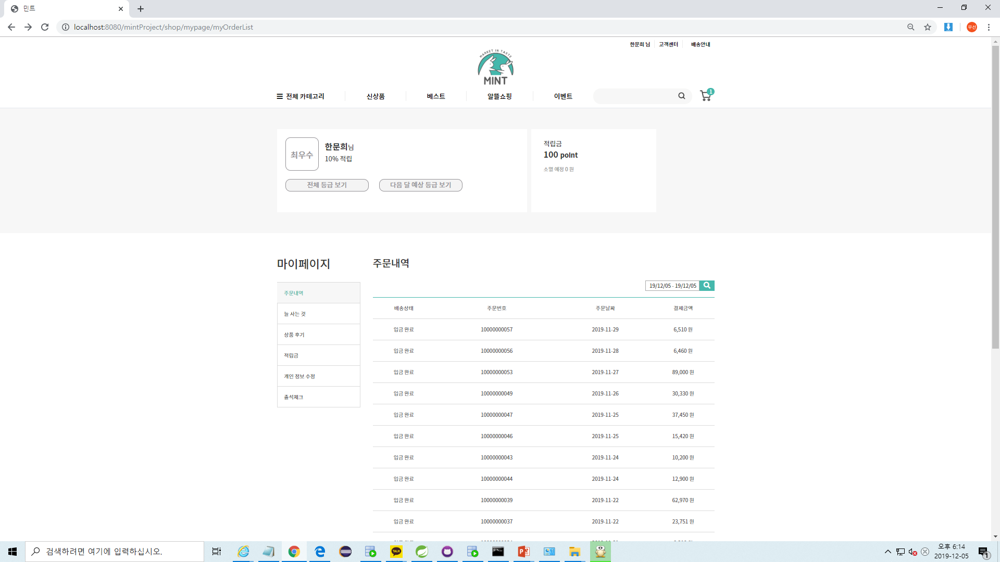 민트
localhost:8080/mintProject/shop/mypage/myOrderList
무선
한문희 님 고객센터 배송안내
MARKET IN TASTE
MINT
전체 카테고리 신상품 베스트 알뜰쇼핑 이벤트 1
최우수
한문희님
10% 적립
전체 등급 보기 다음 달 예상 등급 보기
적립금
100 point
소멸 예정 0 원
마이페이지
주문내역
늘 사는 것
상품 후기
적립금
개인 정보 수정
출석체크
주문내역
19/12/05 - 19/12/05
배송상태 주문번호 주문날짜 결제금액
입금 완료 10000000057 2019-11-29 6,510 원
입금 완료 10000000056 2019-11-28 6,460 원
입금 완료 10000000053 2019-11-27 89,000 원
입금 완료 10000000049 2019-11-26 30,330 원
입금 완료 10000000047 2019-11-25 37,450 원
입금 완료 10000000046 2019-11-25 15,420 원
입금 완료 10000000043 2019-11-24 10,200 원
입금 완료 10000000044 2019-11-24 12,900 원
입금 완료 10000000039 2019-11-22 62,970 원
입금 완료 10000000037 2019-11-22 23,751 원
검색하려면 여기에 입력하십시오.
TALK
오후 6:14
2019-12-05
1